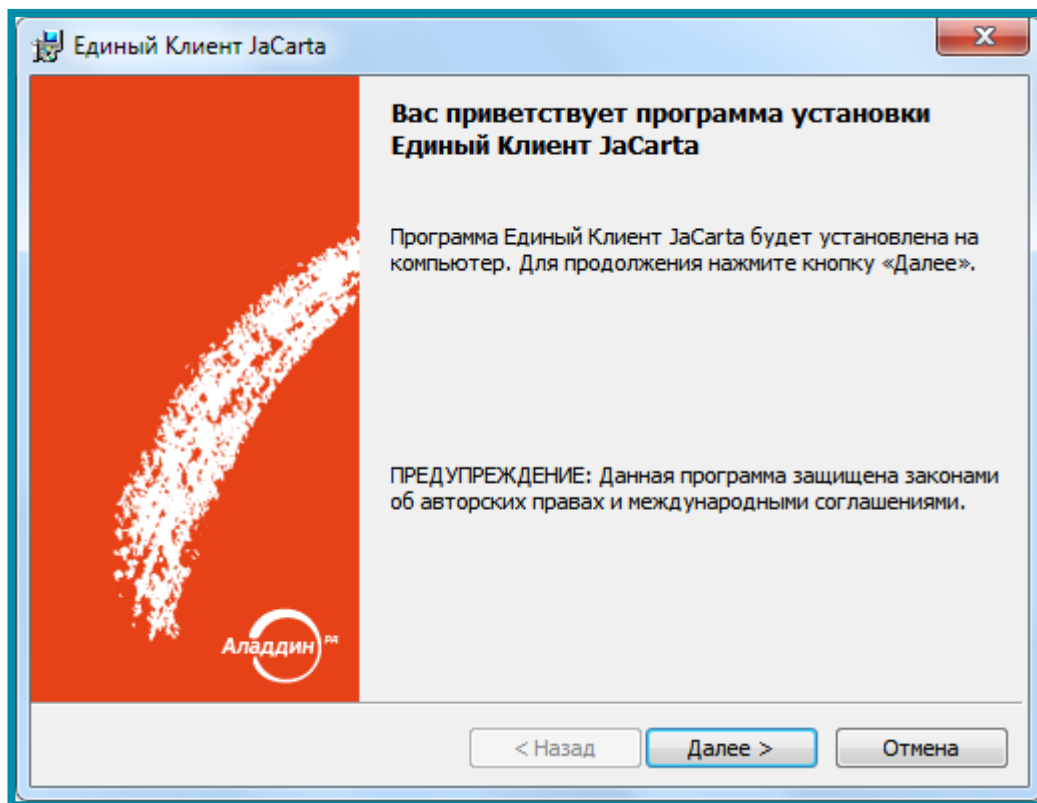 Единый Клиент JaCarta
Вас приветствует программа установки
Единый Клиент JaCarta
Программа Единый Клиент JaCarta будет установлена на
компьютер. Для продолжения нажмите кнопку «Далее».
ПРЕДУПРЕЖДЕНИЕ: Данная программа защищена законами
об авторских правах и международными соглашениями.
Аладдин РД
< Назад
Далее >
Отмена